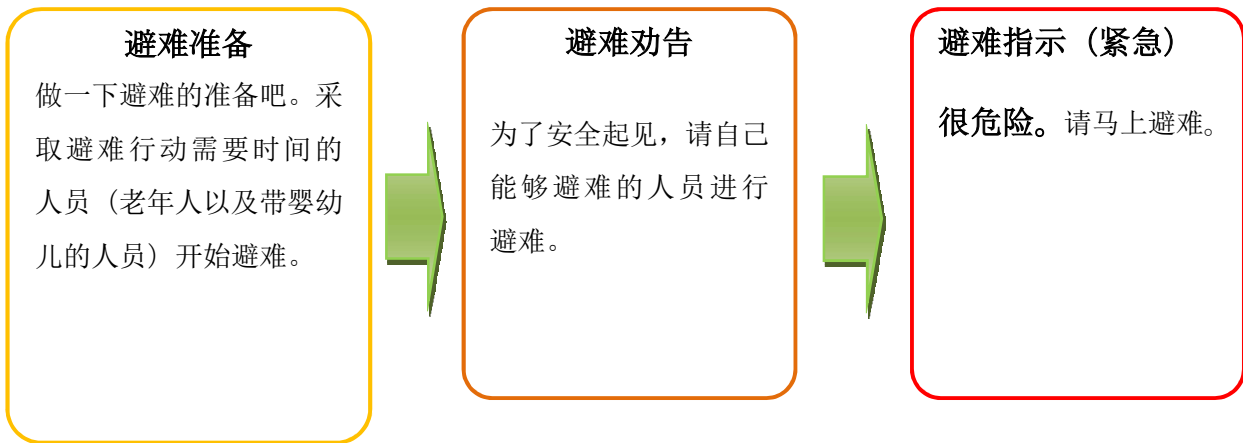 避难准备
做一下避难的准备吧。采
取避难行动需要时间的
人员（老年人以及带婴幼
儿的人员）开始避难。
避难劝告
为了安全起见，请自己
能够避难的人员进行
避难。
避难指示（紧急）
很危险。请马上避难。